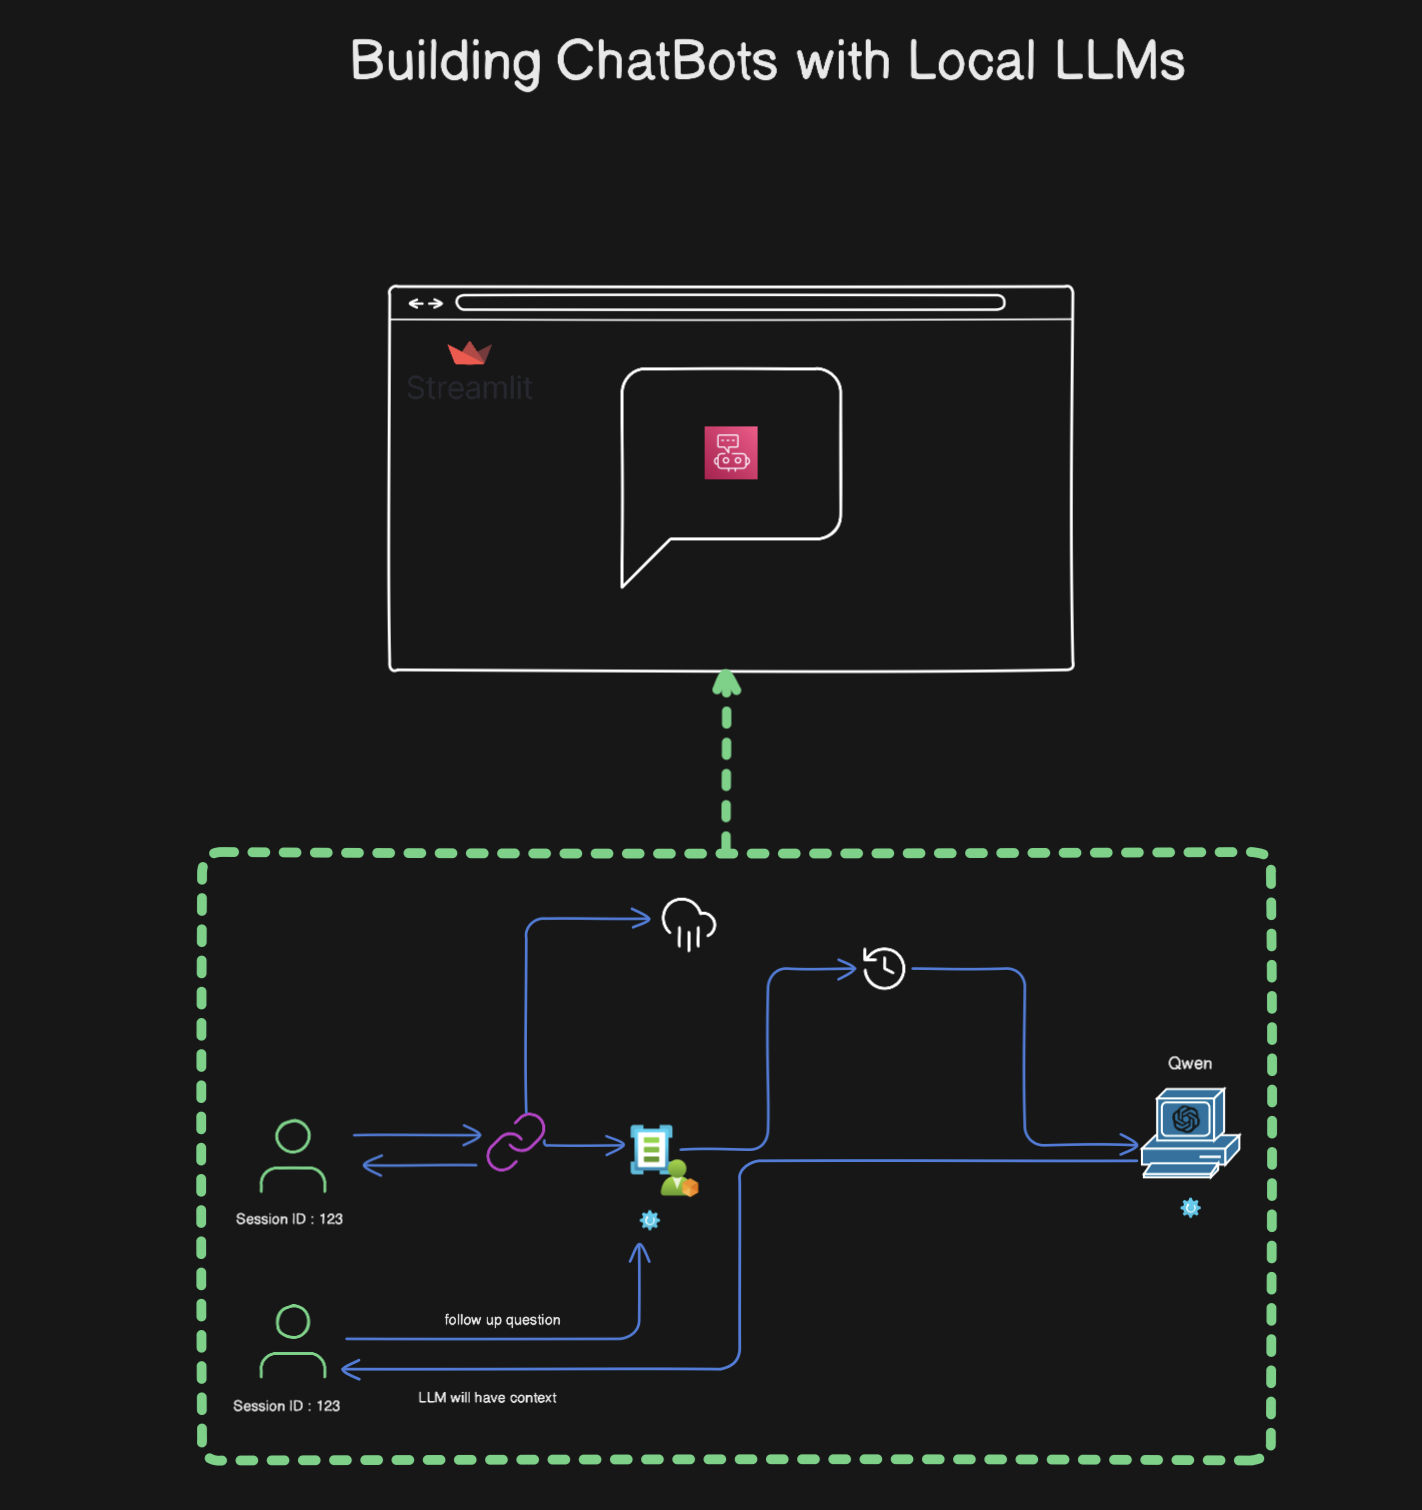 Building ChatBots with Local LLMs
Streamlit
Qwen
Session ID : 123
follow up question
LLM will have context
Session ID : 123